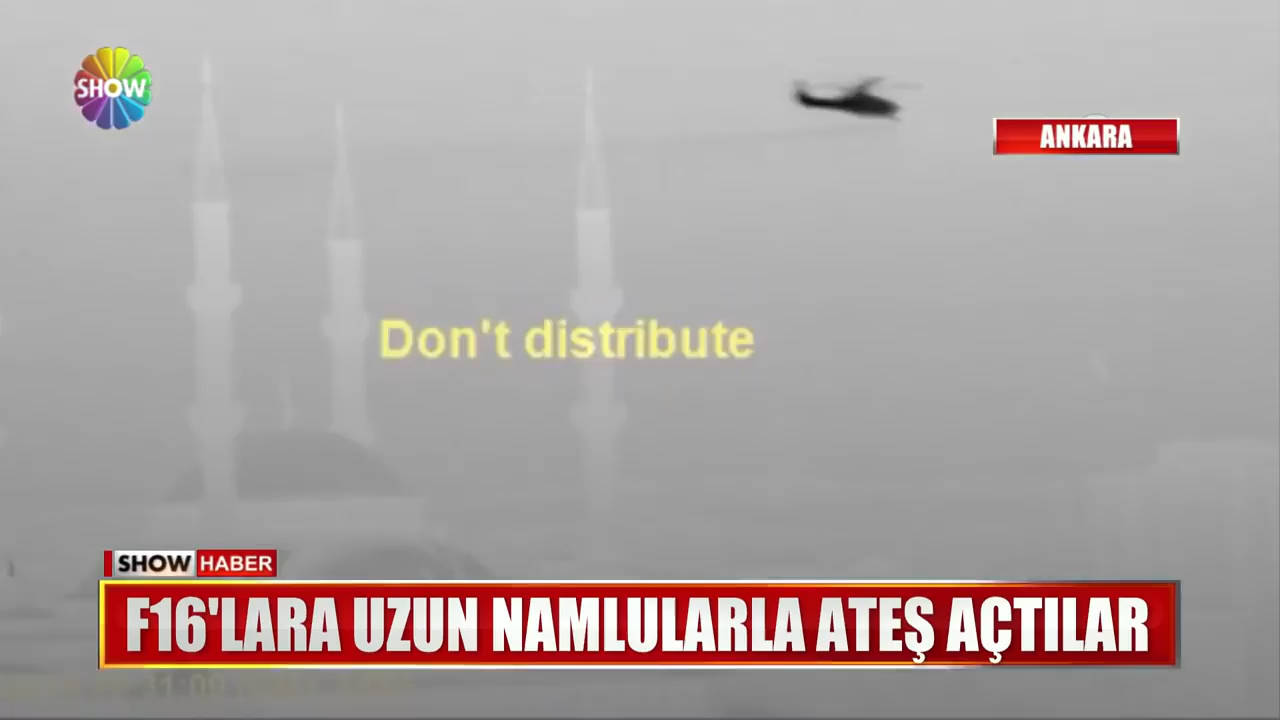 SHOW
ANKARA
Don't distribute
SHOW HABER
F16'LARA UZUN NAMLULARLA ATEŞ AÇTILAR